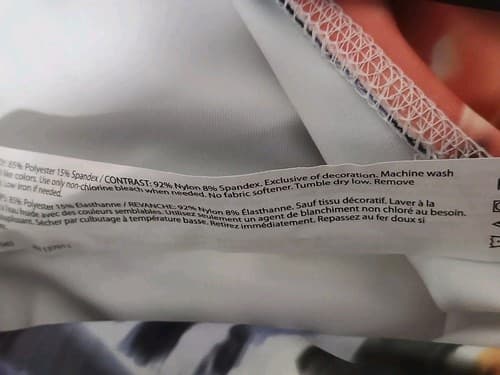 85% Polyester 15% Spandex / CONTRAST: 92% Nylon 8% Spandex. Exclusive of decoration. Machine wash
like colors. Use only non-chlorine bleach when needed. No fabric softener. Tumble dry low. Remove
Low iron if needed.
85% Polyester 15% Élasthanne / REVANCHE: 92% Nylon 8% Élasthanne. Sauf tissu décoratif. Laver à la
eau froide avec des couleurs semblables. Utilisez seulement un agent de blanchiment non chloré au besoin.
Sécher par culbutage à température basse. Retirez immédiatement. Repassez au fer doux si